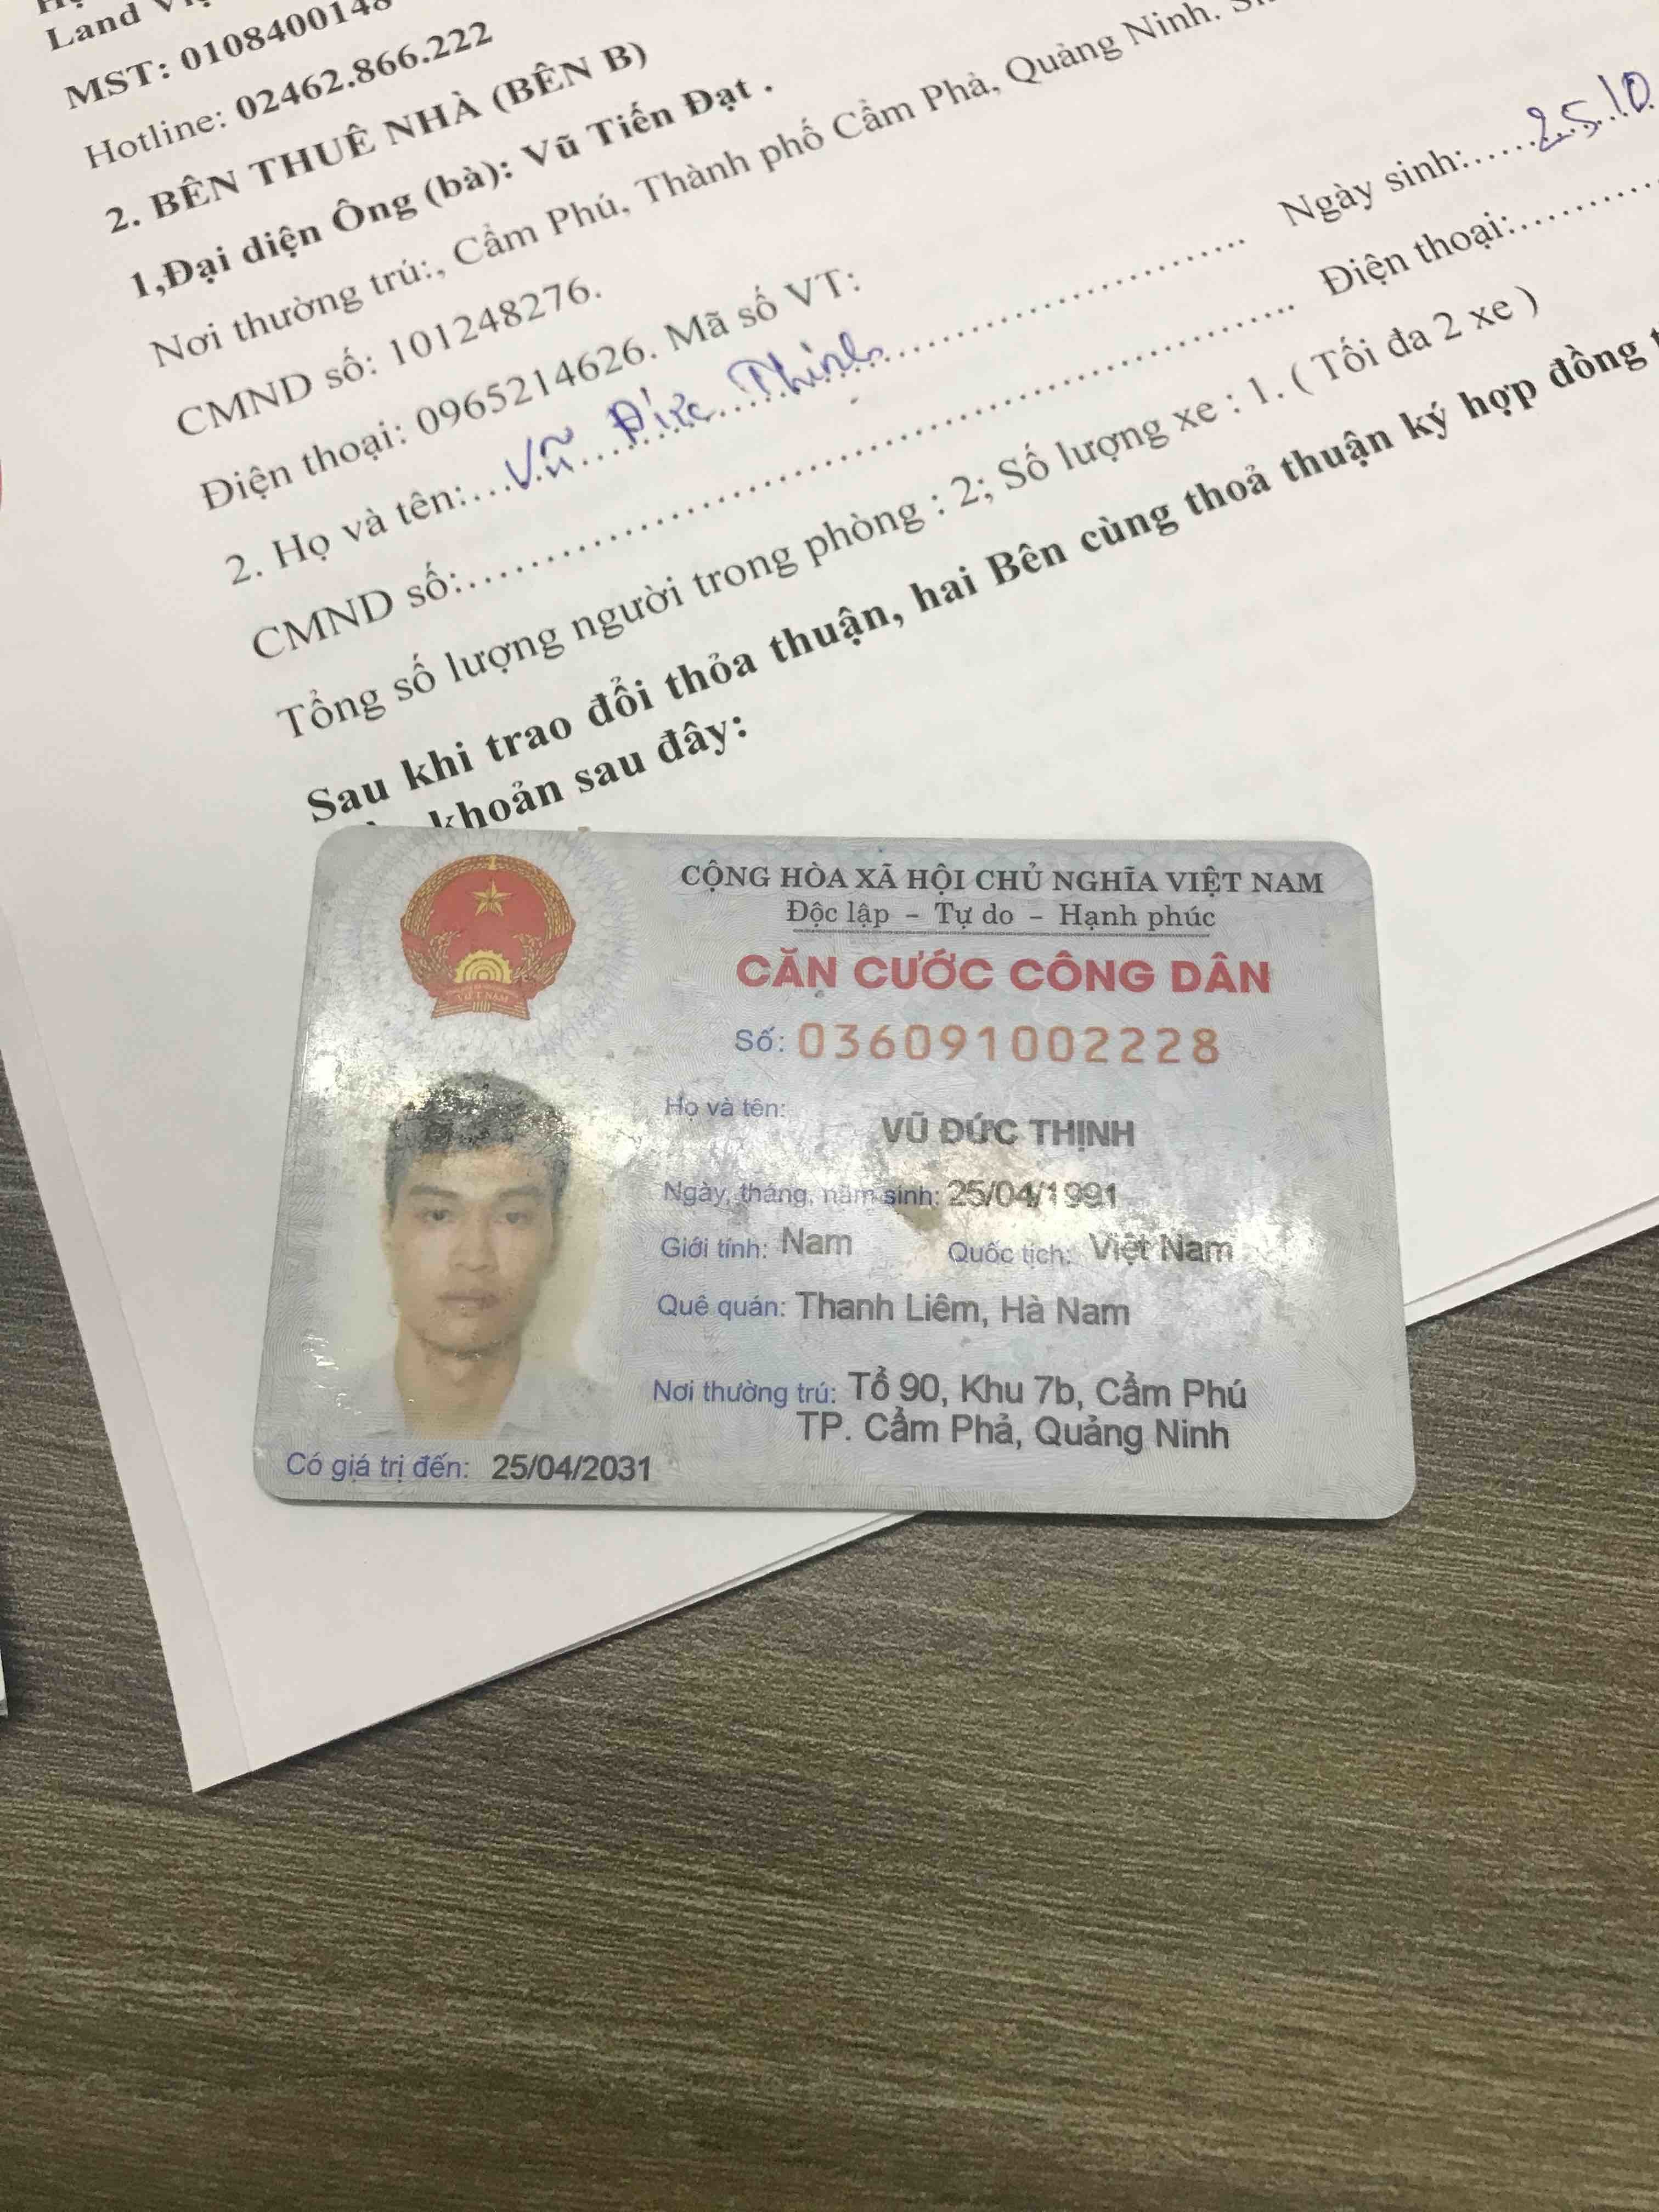 Land
MST: 0108400148
Hotline: 02462.866.222
2. BÊN THUÊ NHÀ (BÊN B)
1,Đại diện Ông (bà): Vũ Tiến Đạt .
Nơi thường trú:, Cẩm Phú, Thành phố Cẩm Phả, Quảng Ninh.
CMND số: 101248276.
Điện thoại: 0965214626. Mã số VT:
2. Họ và tên:....Vũ Đức Thịnh.......... Ngày sinh:......25.10.
CMND số:.......... Điện thoại:..........
Tổng số lượng người trong phòng : 2; Số lượng xe : 1. ( Tối đa 2 xe )
Sau khi trao đổi thỏa thuận, hai Bên cùng thoả thuận ký hợp đồng
khoản sau đây:
CỘNG HÒA XÃ HỘI CHỦ NGHĨA VIỆT NAM
Độc lập – Tự do – Hạnh phúc
CĂN CƯỚC CÔNG DÂN
Số: 036091002228
Họ và tên:
VŨ ĐỨC THỊNH
Ngày, tháng, năm sinh: 25/04/1991
Giới tính: Nam Quốc tịch: Việt Nam
Quê quán: Thanh Liêm, Hà Nam
Nơi thường trú: Tổ 90, Khu 7b, Cẩm Phú
TP. Cẩm Phả, Quảng Ninh
Có giá trị đến: 25/04/2031
VIỆT NAM